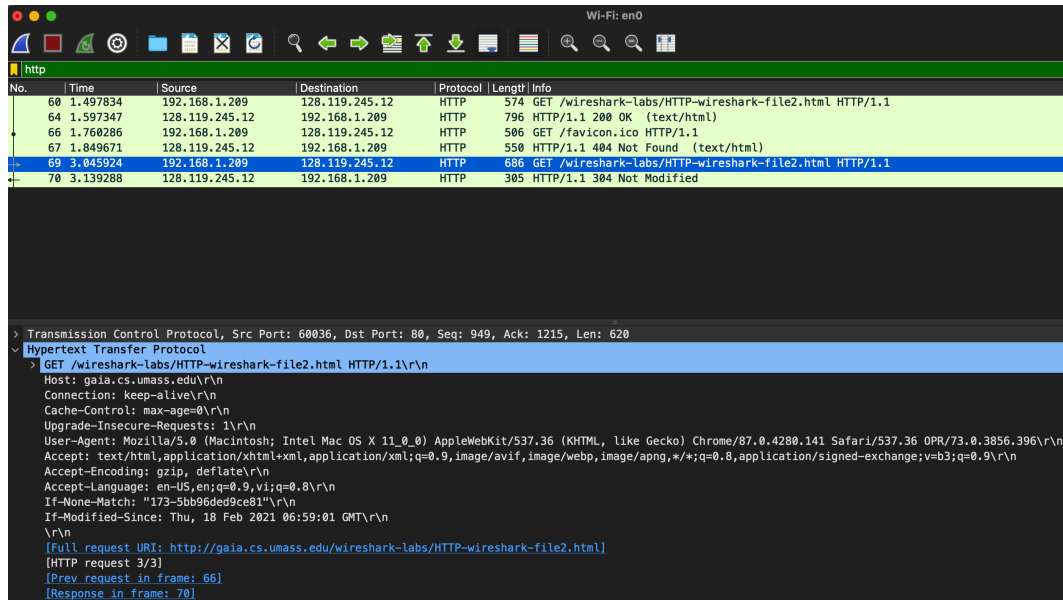 Wi-Fi: en0
http
No. Time Source Destination Protocol Length Info
60 1.497834 192.168.1.209 128.119.245.12 HTTP 574 GET /wireshark-labs/HTTP-wireshark-file2.html HTTP/1.1
64 1.597347 128.119.245.12 192.168.1.209 HTTP 796 HTTP/1.1 200 OK (text/html)
66 1.760286 192.168.1.209 128.119.245.12 HTTP 506 GET /favicon.ico HTTP/1.1
67 1.849671 128.119.245.12 192.168.1.209 HTTP 550 HTTP/1.1 404 Not Found (text/html)
69 3.045924 192.168.1.209 128.119.245.12 HTTP 686 GET /wireshark-labs/HTTP-wireshark-file2.html HTTP/1.1
70 3.139288 128.119.245.12 192.168.1.209 HTTP 305 HTTP/1.1 304 Not Modified
Transmission Control Protocol, Src Port: 60036, Dst Port: 80, Seq: 949, Ack: 1215, Len: 620
Hypertext Transfer Protocol
GET /wireshark-labs/HTTP-wireshark-file2.html HTTP/1.1\r\n
Host: gaia.cs.umass.edu\r\n
Connection: keep-alive\r\n
Cache-Control: max-age=0\r\n
Upgrade-Insecure-Requests: 1\r\n
User-Agent: Mozilla/5.0 (Macintosh; Intel Mac OS X 11_0_0) AppleWebKit/537.36 (KHTML, like Gecko) Chrome/87.0.4280.141 Safari/537.36 OPR/73.0.3856.396\r\n
Accept: text/html,application/xhtml+xml,application/xml;q=0.9,image/avif,image/webp,image/apng,*/*;q=0.8,application/signed-exchange;v=b3;q=0.9\r\n
Accept-Encoding: gzip, deflate\r\n
Accept-Language: en-US,en;q=0.9,vi;q=0.8\r\n
If-None-Match: "173-5bb96ded9ce81"\r\n
If-Modified-Since: Thu, 18 Feb 2021 06:59:01 GMT\r\n
\r\n
[Full request URI: http://gaia.cs.umass.edu/wireshark-labs/HTTP-wireshark-file2.html]
[HTTP request 3/3]
[Prev request in frame: 66]
[Response in frame: 70]